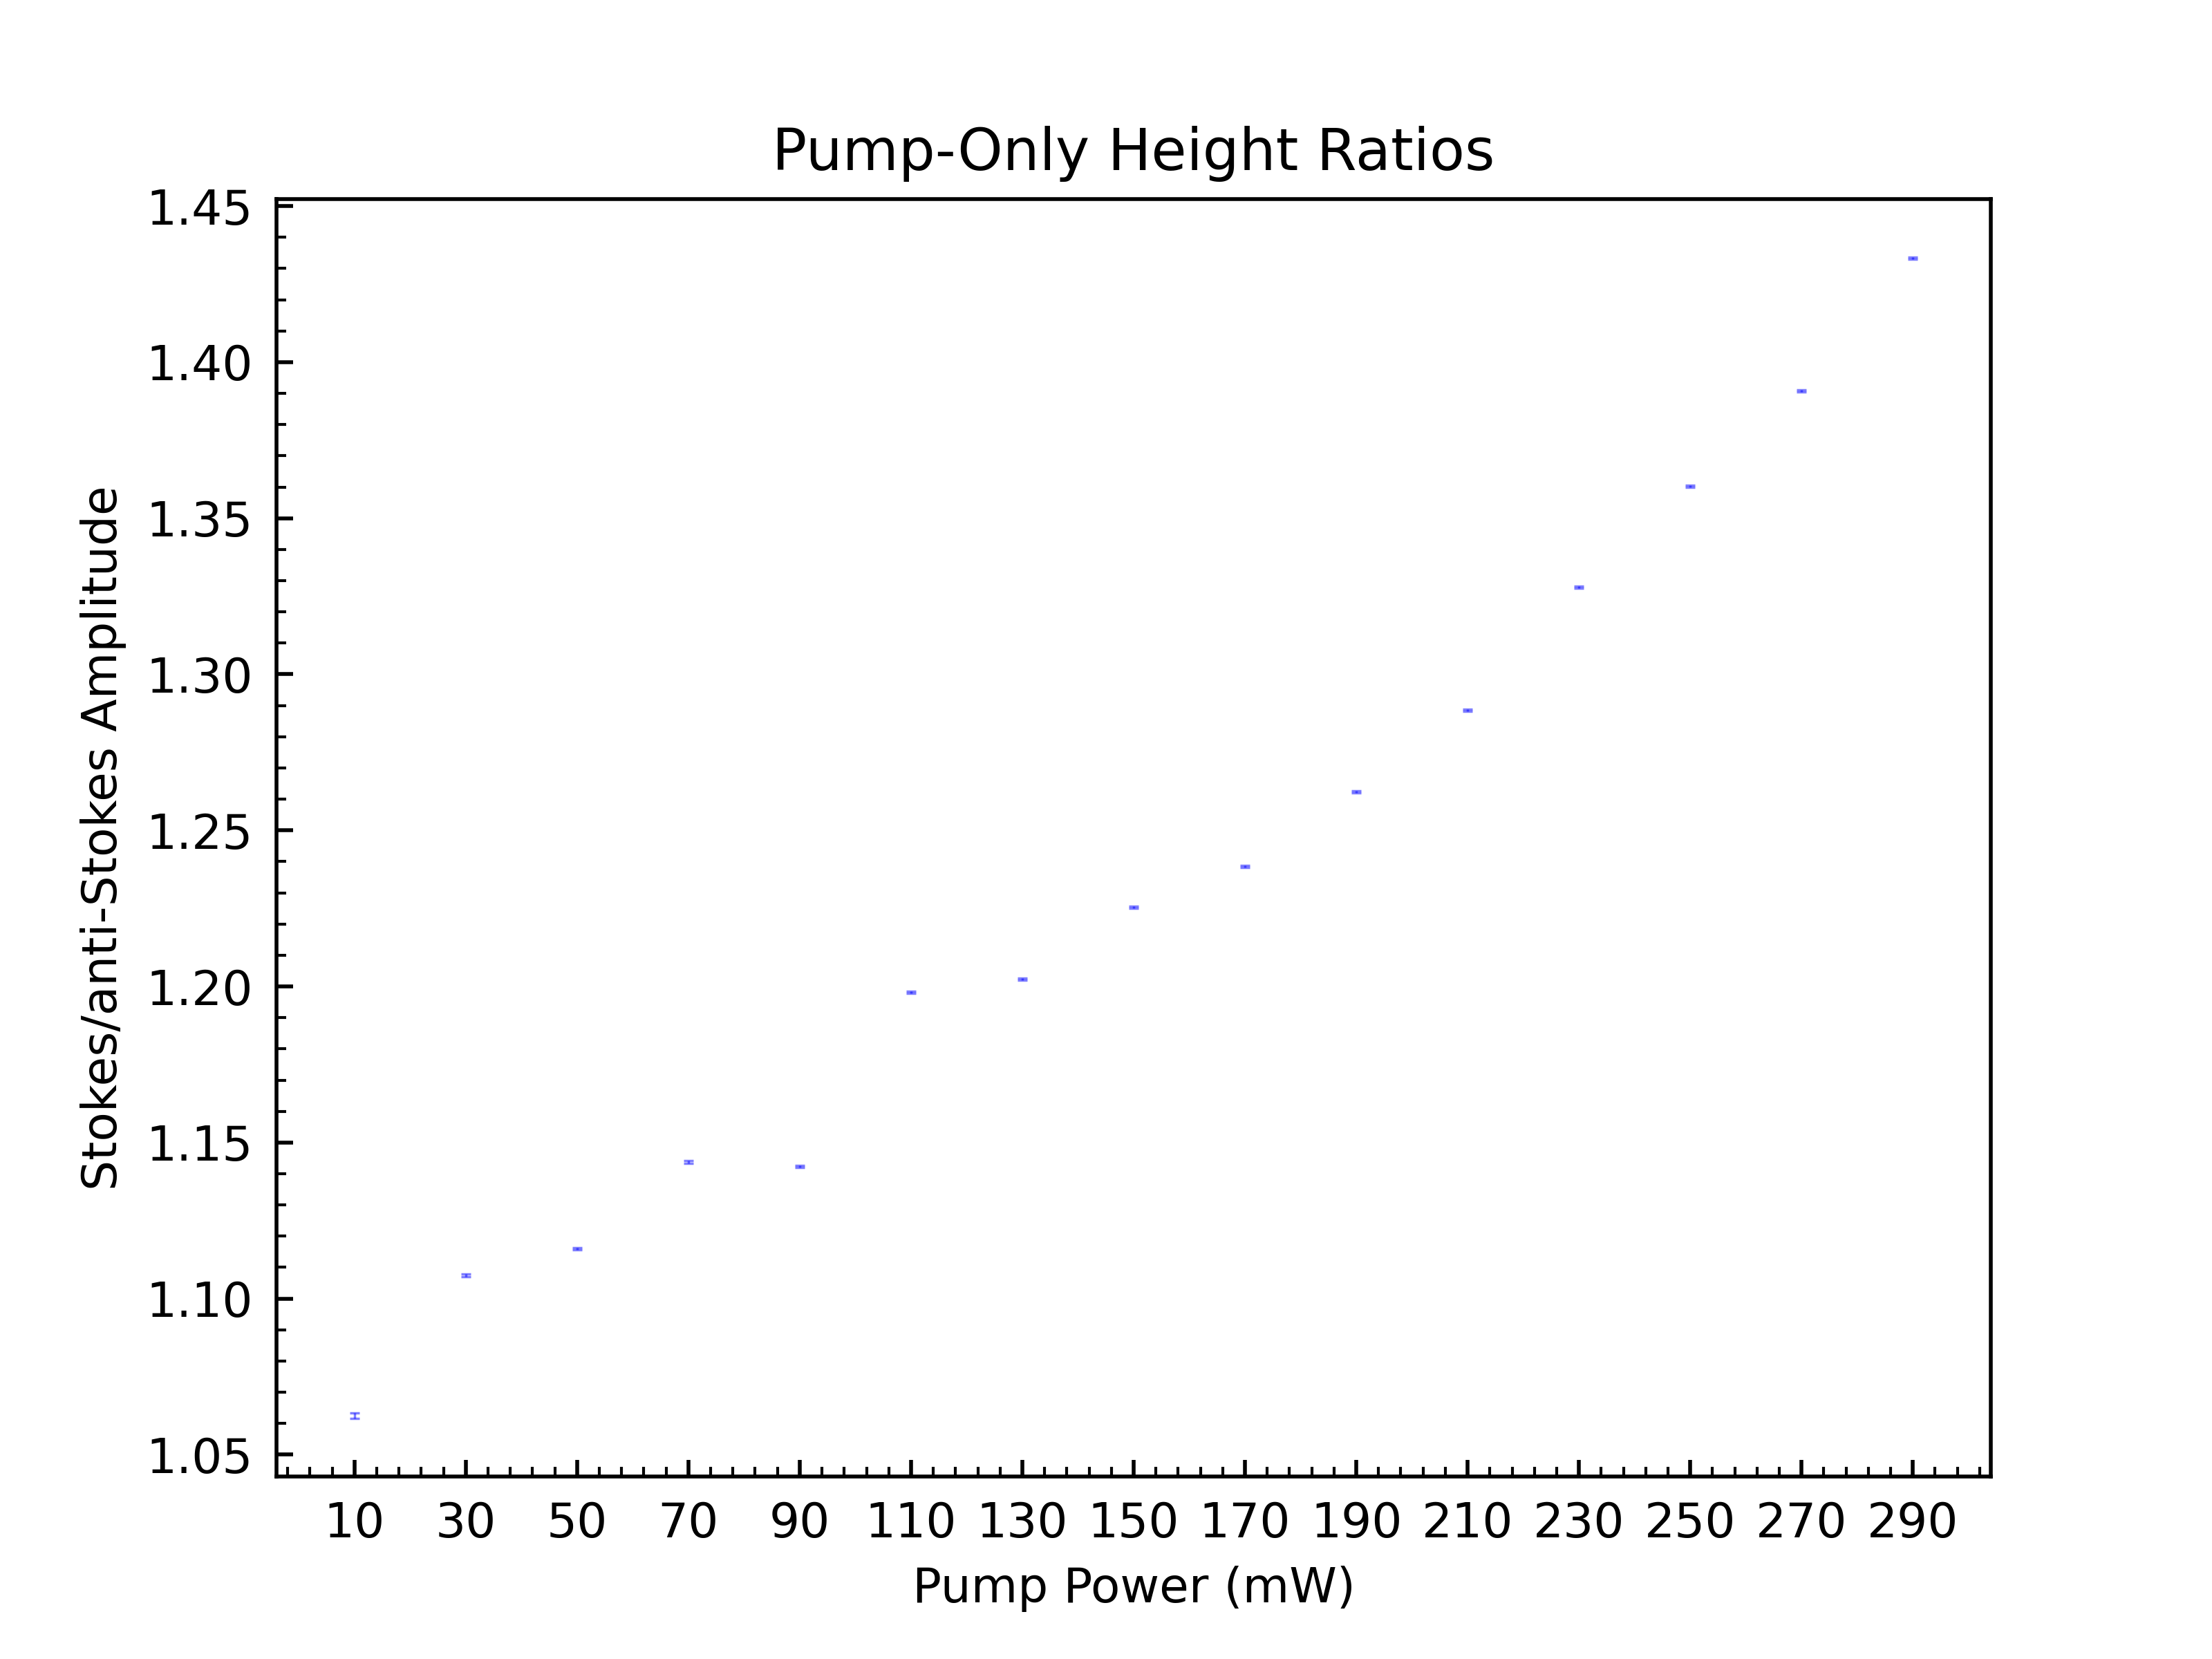 Pump-Only Height Ratios
1.45
1.40
1.35
1.30
1.25
1.20
1.15
1.10
1.05
Stokes/anti-Stokes Amplitude
10 30 50 70 90 110 130 150 170 190 210 230 250 270 290
Pump Power (mW)